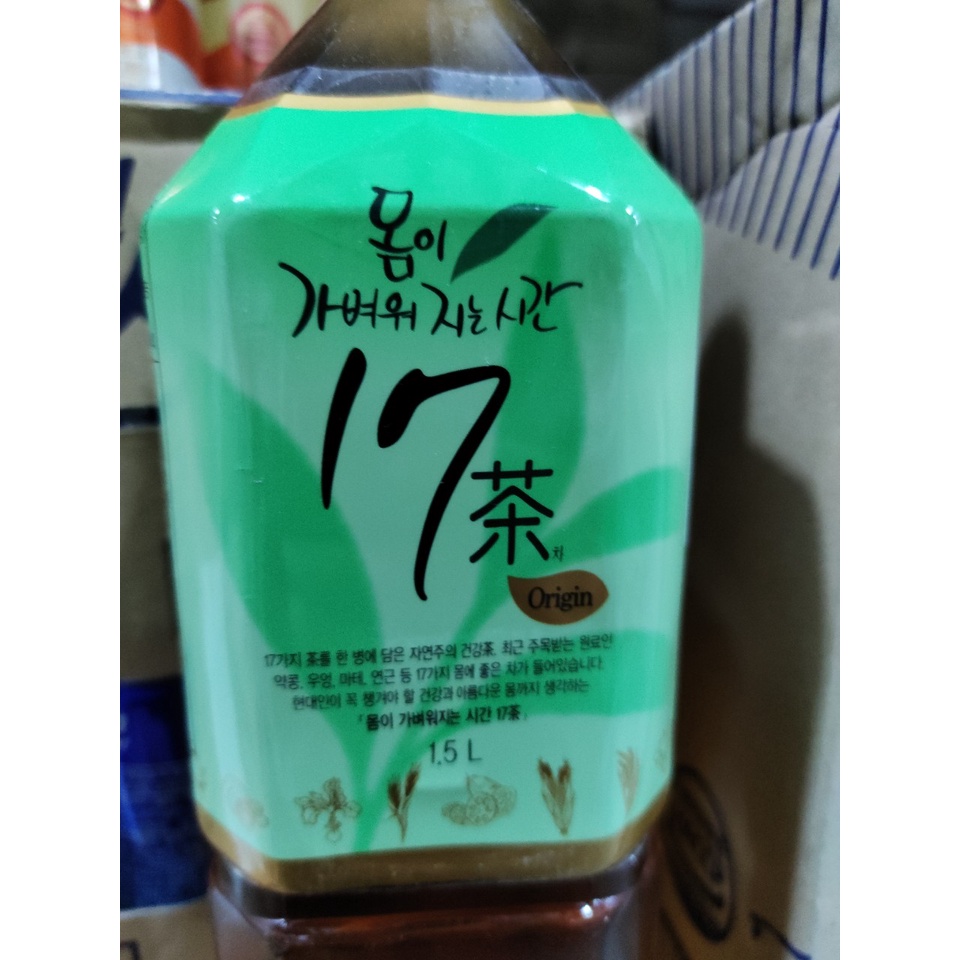 몸이
가벼워 지는 시간
17茶
차
Origin
17가지 茶를 한 병에 담은 자연주의 건강茶. 최근 주목받는 원료인
약콩, 우엉, 마테, 연근 등 17가지 몸에 좋은 차가 들어있습니다.
현대인이 꼭 챙겨야 할 건강과 아름다운 몸까지 생각하는
「몸이 가벼워지는 시간 17茶」
1.5 L